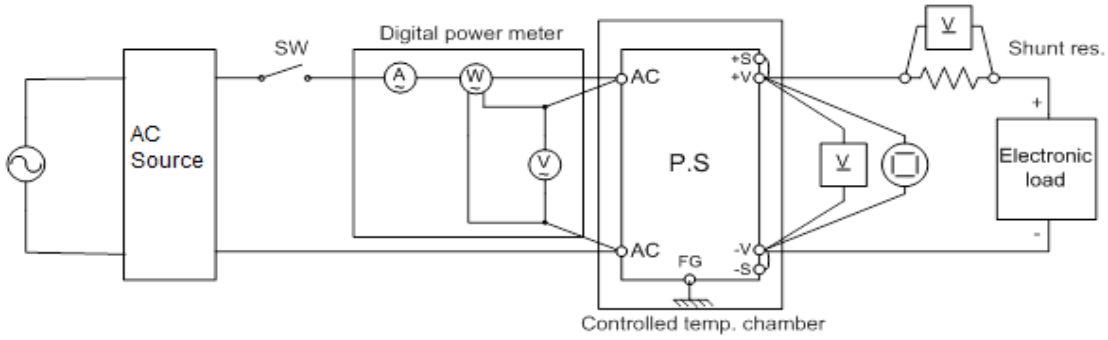 Digital power meter
SW
A
W
V
AC
Source
AC
AC
P.S
FG
+S
+V
-V
-S
V
V
Shunt res.
+
Electronic
load
-
Controlled temp. chamber